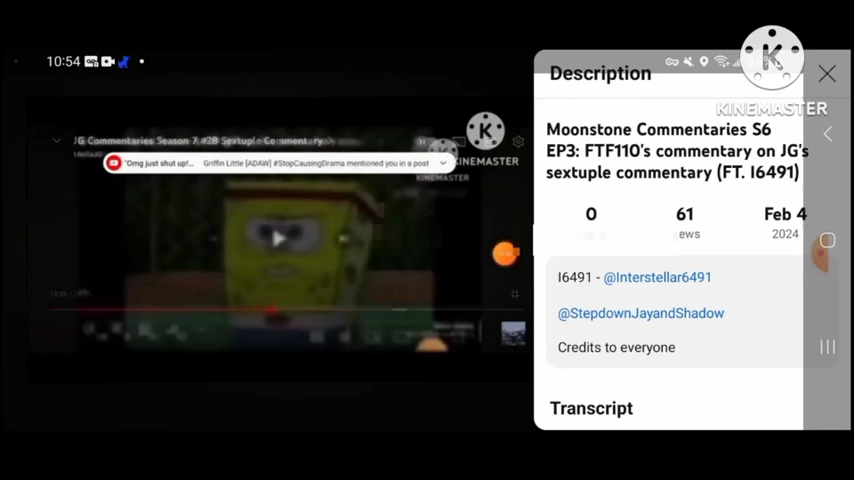 10:54
JG Commentaries Season 7 #28 Sextuple Commentary
MediaJG
"Omg just shut up!... Griffin Little [ADAW] #StopCausingDrama mentioned you in a post
KINEMASTER
KINEMASTER
KINEMASTER
Description
Moonstone Commentaries S6
EP3: FTF110's commentary on JG's
sextuple commentary (FT. I6491)
0 61 Feb 4
ews 2024
I6491 - @Interstellar6491
@StepdownJayandShadow
Credits to everyone
Transcript